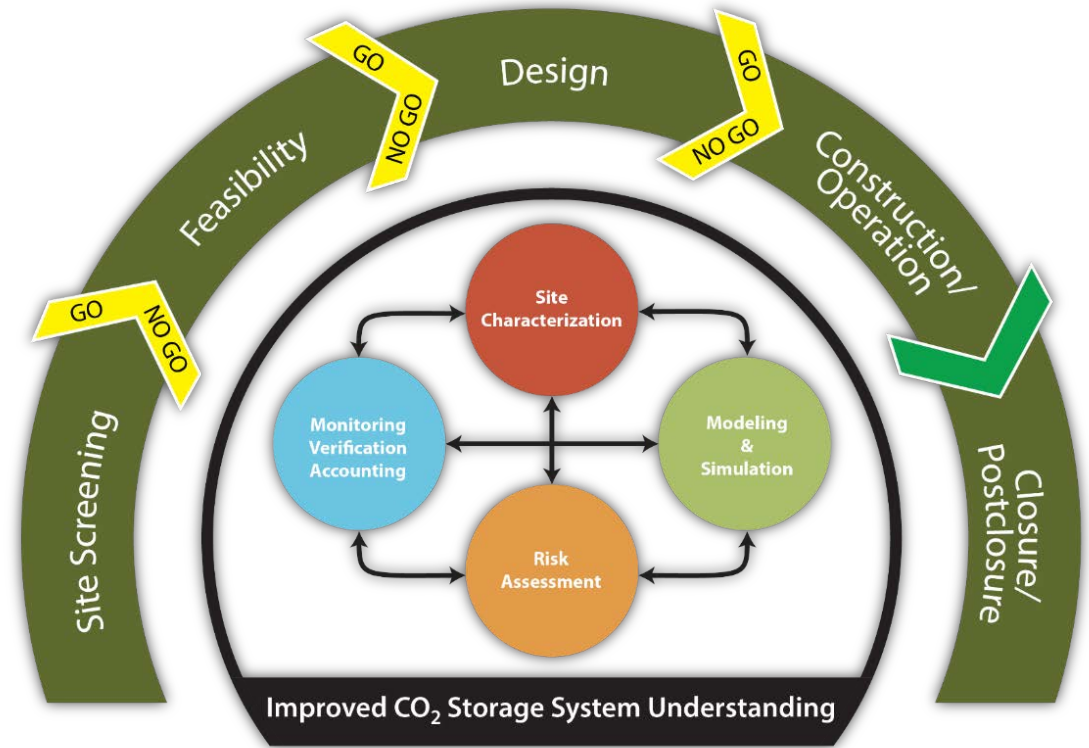 Site Screening
GO
NO GO
Feasibility
GO
NO GO
Design
GO
NO GO
Construction/
Operation
Closure/
Postclosure
Site
Characterization
Monitoring
Verification
Accounting
Modeling
&
Simulation
Risk
Assessment
Improved CO₂ Storage System Understanding